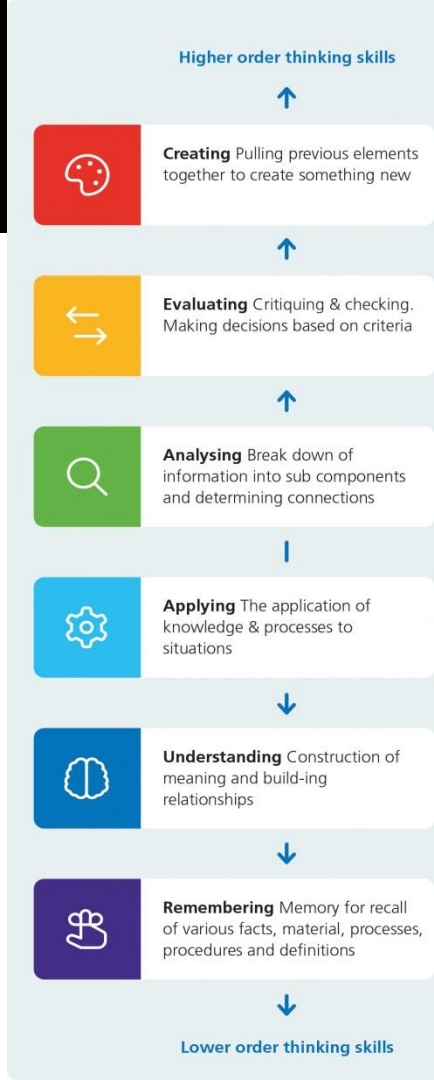 Higher order thinking skills
Creating Pulling previous elements
together to create something new
Evaluating Critiquing & checking.
Making decisions based on criteria
Analysing Break down of
information into sub components
and determining connections
Applying The application of
knowledge & processes to
situations
Understanding Construction of
meaning and build-ing
relationships
Remembering Memory for recall
of various facts, material, processes,
procedures and definitions
Lower order thinking skills